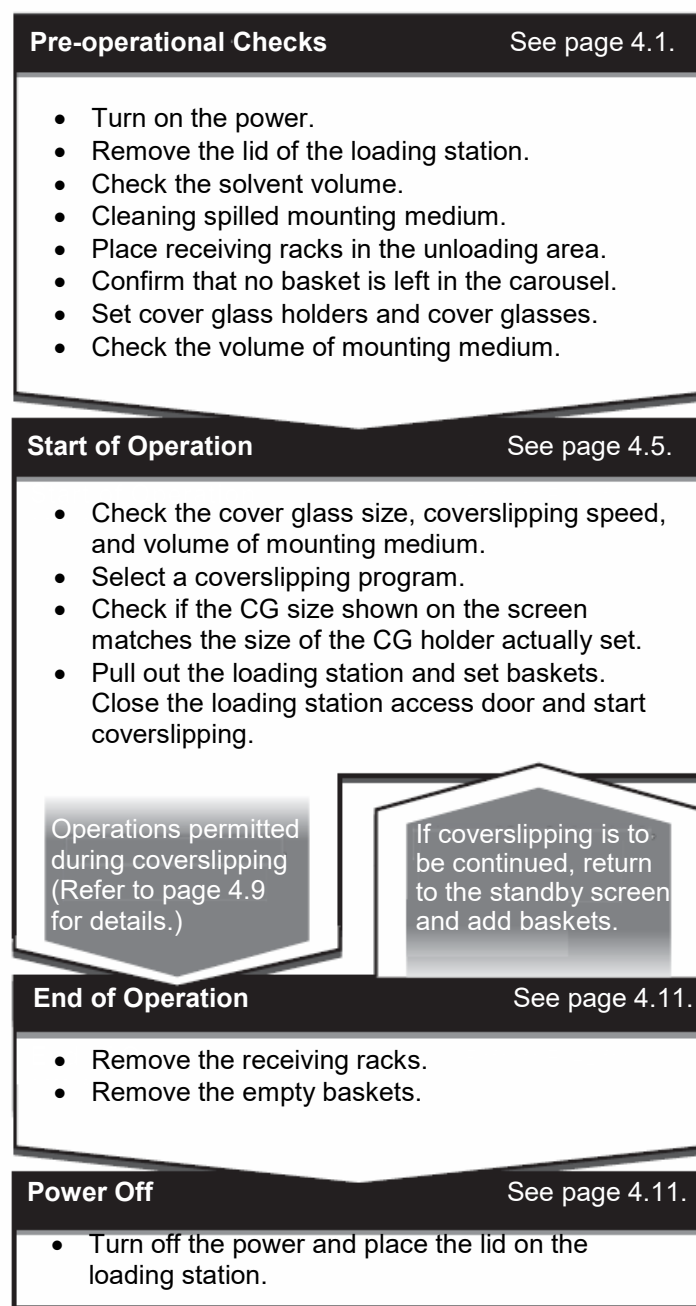 Pre-operational Checks See page 4.1.
• Turn on the power.
• Remove the lid of the loading station.
• Check the solvent volume.
• Cleaning spilled mounting medium.
• Place receiving racks in the unloading area.
• Confirm that no basket is left in the carousel.
• Set cover glass holders and cover glasses.
• Check the volume of mounting medium.
Start of Operation See page 4.5.
• Check the cover glass size, coverslipping speed,
and volume of mounting medium.
• Select a coverslipping program.
• Check if the CG size shown on the screen
matches the size of the CG holder actually set.
• Pull out the loading station and set baskets.
Close the loading station access door and start
coverslipping.
Operations permitted
during coverslipping
(Refer to page 4.9
for details.)
If coverslipping is to
be continued, return
to the standby screen
and add baskets.
End of Operation See page 4.11.
• Remove the receiving racks.
• Remove the empty baskets.
Power Off See page 4.11.
• Turn off the power and place the lid on the
loading station.